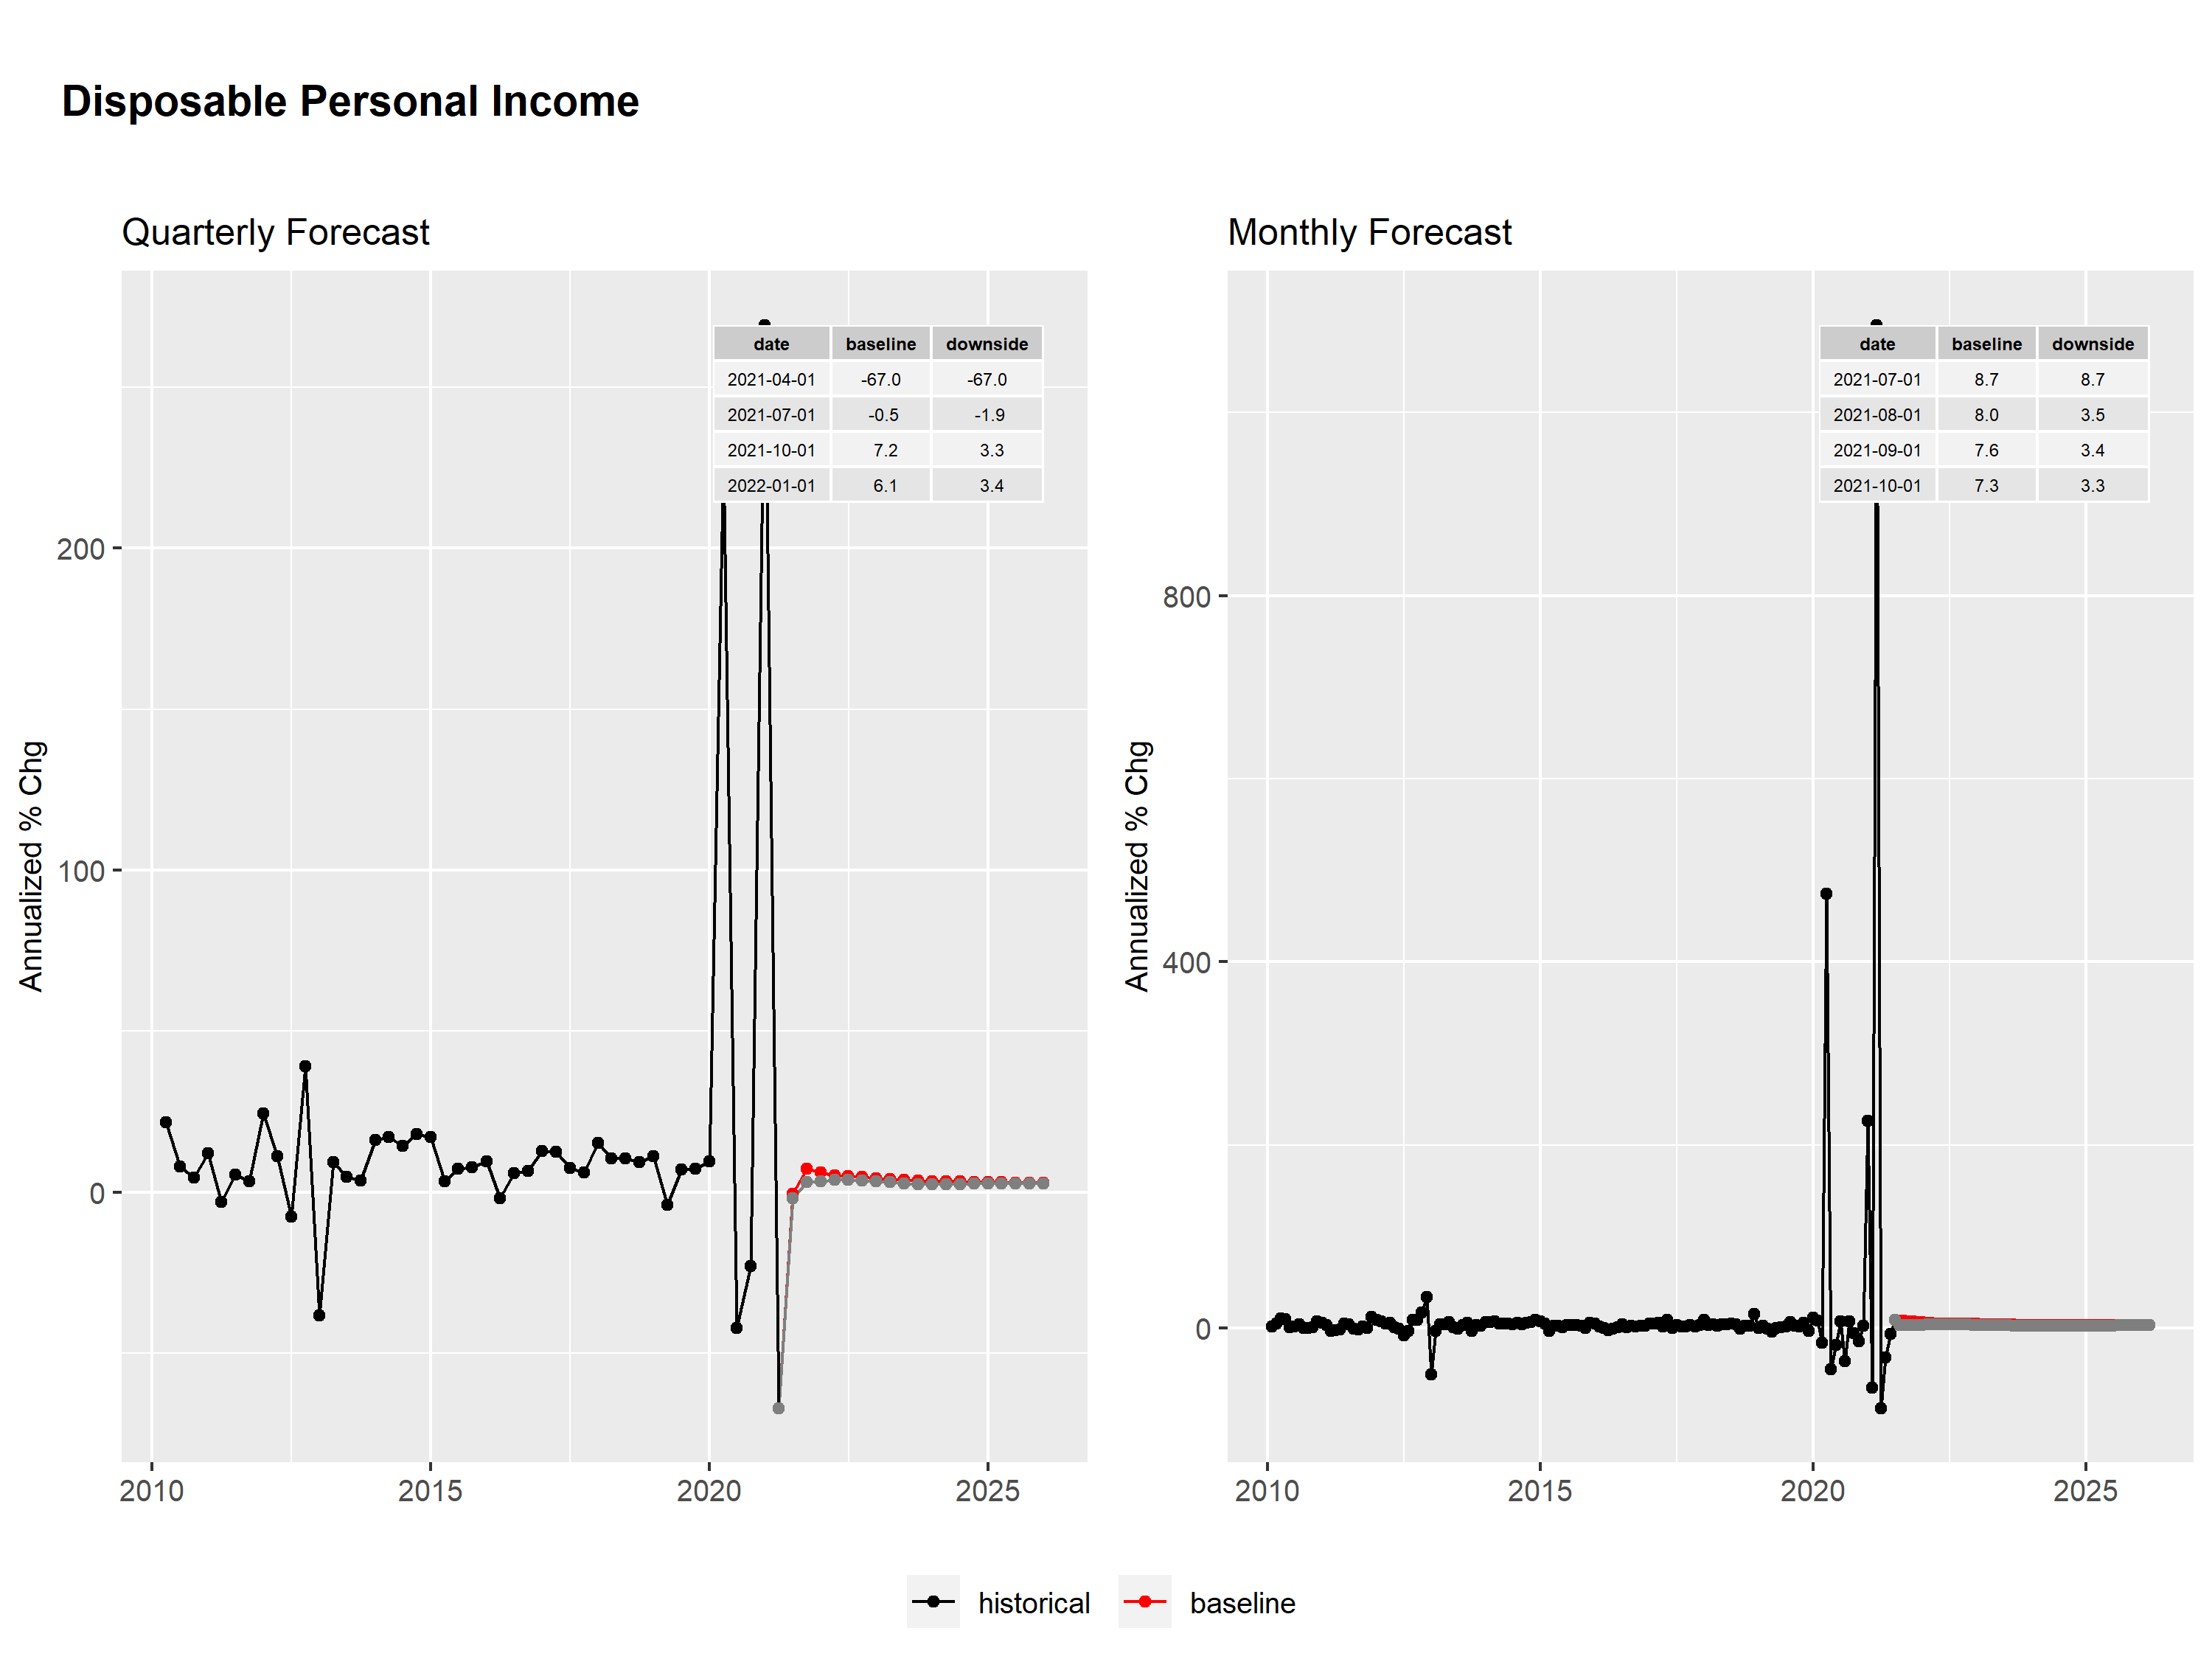 Disposable Personal Income
Quarterly Forecast
Annualized % Chg
200
100
0
2010 2015 2020 2025
date baseline downside
2021-04-01 -67.0 -67.0
2021-07-01 -0.5 -1.9
2021-10-01 7.2 3.3
2022-01-01 6.1 3.4
Monthly Forecast
Annualized % Chg
800
400
0
2010 2015 2020 2025
date baseline downside
2021-07-01 8.7 8.7
2021-08-01 8.0 3.5
2021-09-01 7.6 3.4
2021-10-01 7.3 3.3
historical baseline